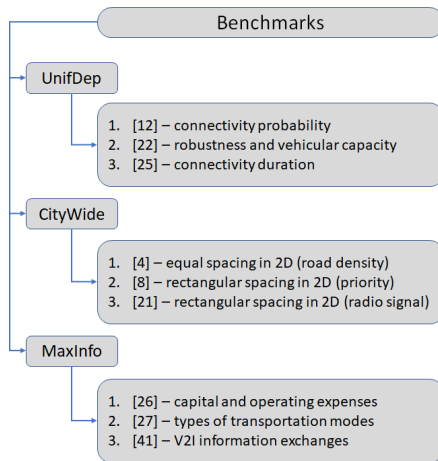 Benchmarks
UnifDep
1. [12] – connectivity probability
2. [22] – robustness and vehicular capacity
3. [25] – connectivity duration
CityWide
1. [4] – equal spacing in 2D (road density)
2. [8] – rectangular spacing in 2D (priority)
3. [21] – rectangular spacing in 2D (radio signal)
MaxInfo
1. [26] – capital and operating expenses
2. [27] – types of transportation modes
3. [41] – V2I information exchanges